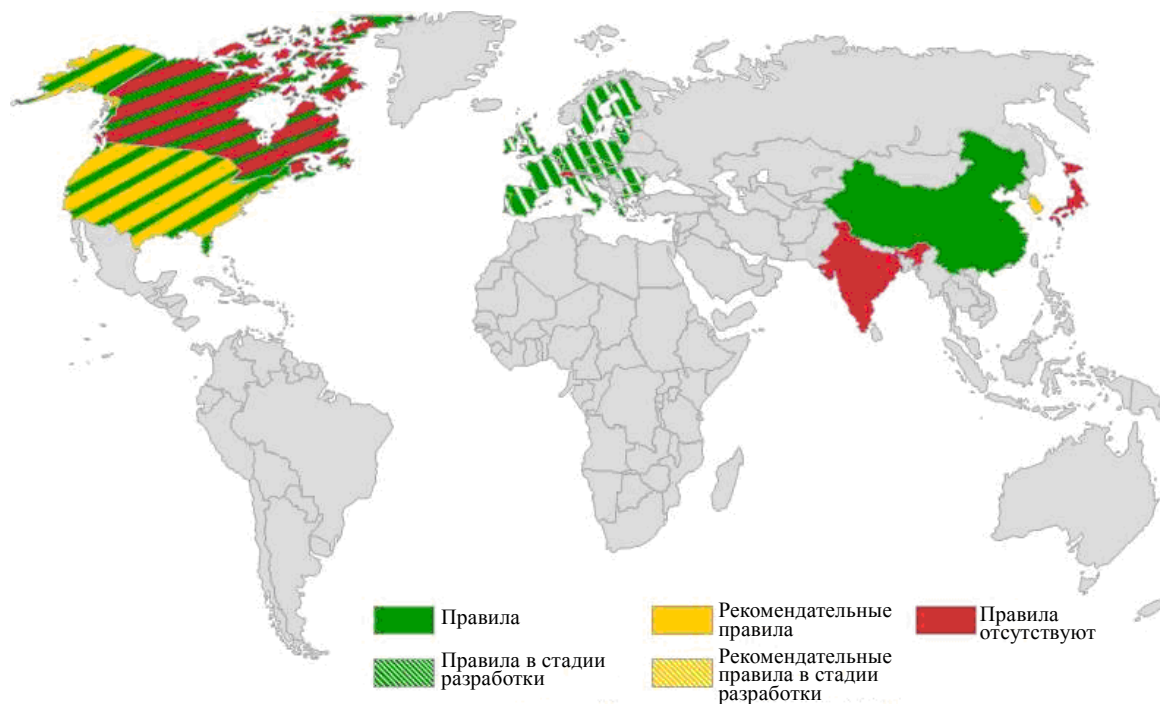 Правила
Рекомендательные
правила
Правила
отсутствуют
Правила в стадии
разработки
Рекомендательные
правила в стадии
разработки